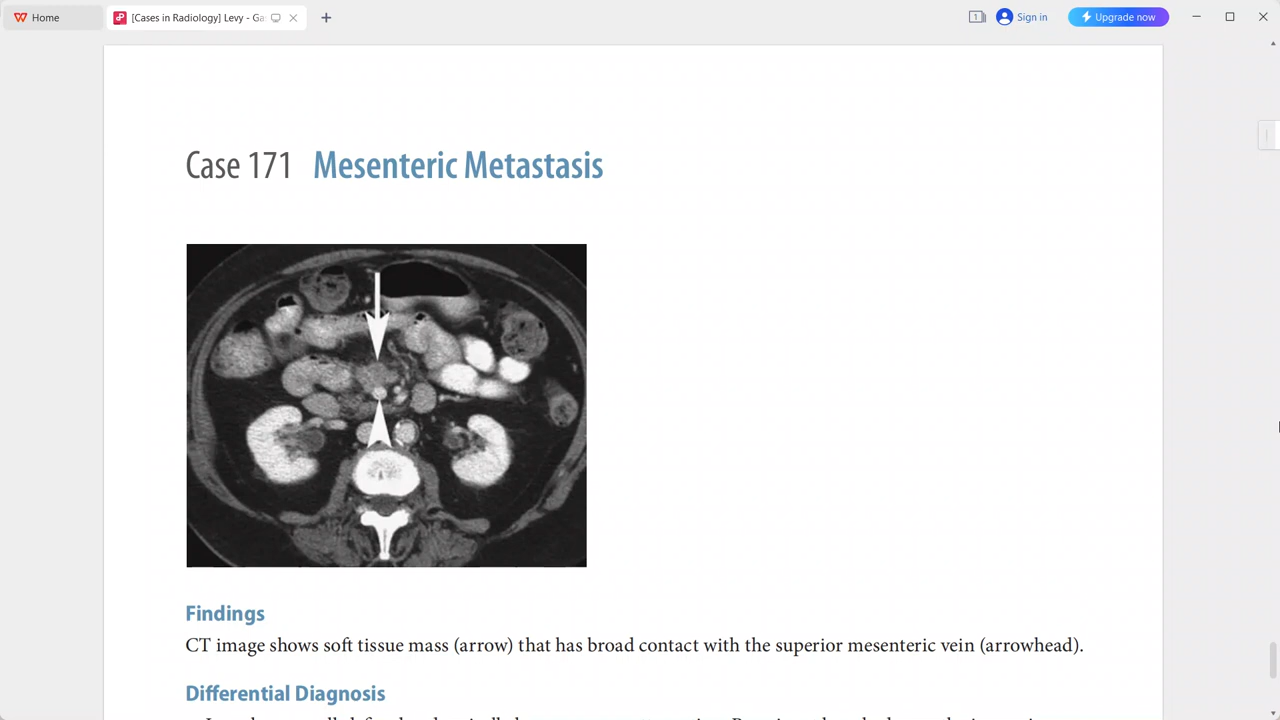 Home
[Cases in Radiology] Levy - Ga
1
Sign in
Upgrade now
Case 171 Mesenteric Metastasis
Findings
CT image shows soft tissue mass (arrow) that has broad contact with the superior mesenteric vein (arrowhead).
Differential Diagnosis